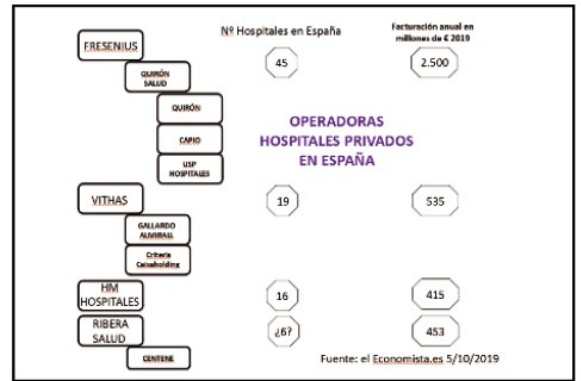 Nº Hospitales en España
Facturación anual en
millones de € 2019
FRESENIUS
45
2.500
QUIRÓN
SALUD
QUIRÓN
CAPIO
USP
HOSPITALES
OPERADORAS
HOSPITALES PRIVADOS
EN ESPAÑA
VITHAS
19
535
GALLARDO
ALMIRALL
Criteria
Caixaholding
HM
HOSPITALES
16
415
RIBERA
SALUD
¿6?
453
CENTENE
Fuente: el Economista.es 5/10/2019